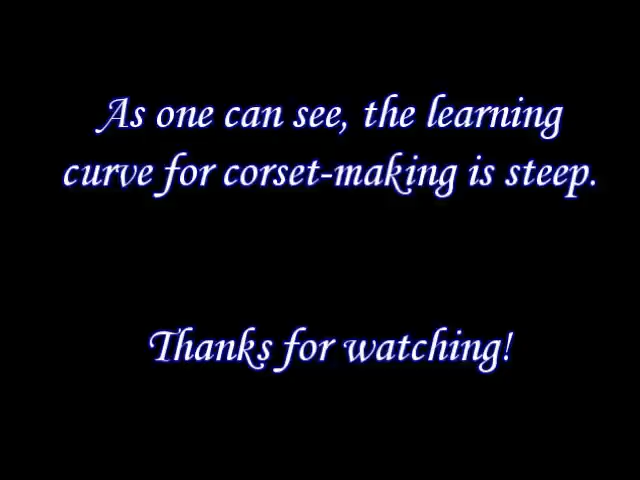 As one can see, the learning
curve for corset-making is steep.
Thanks for watching!